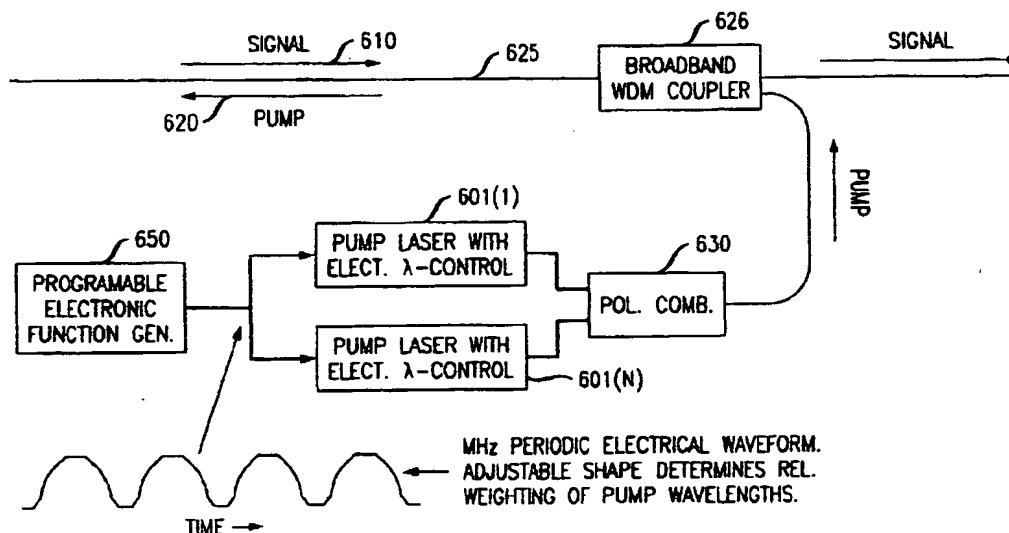 SIGNAL
610
625
626
BROADBAND
WDM COUPLER
SIGNAL
620
PUMP
PUMP
601(1)
PUMP LASER WITH
ELECT. λ-CONTROL
650
PROGRAMABLE
ELECTRONIC
FUNCTION GEN.
630
POL. COMB.
PUMP LASER WITH
ELECT. λ-CONTROL
601(N)
MHz PERIODIC ELECTRICAL WAVEFORM.
ADJUSTABLE SHAPE DETERMINES REL.
WEIGHTING OF PUMP WAVELENGTHS.
TIME